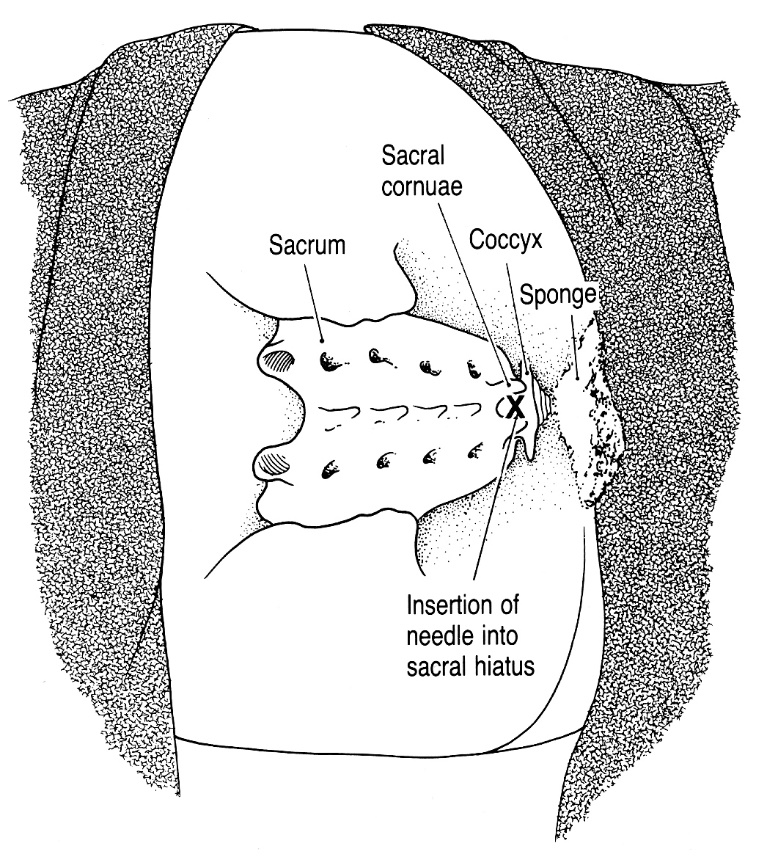 Sacral
cornuae
Coccyx
Sacrum
Sponge
X
Insertion of
needle into
sacral hiatus